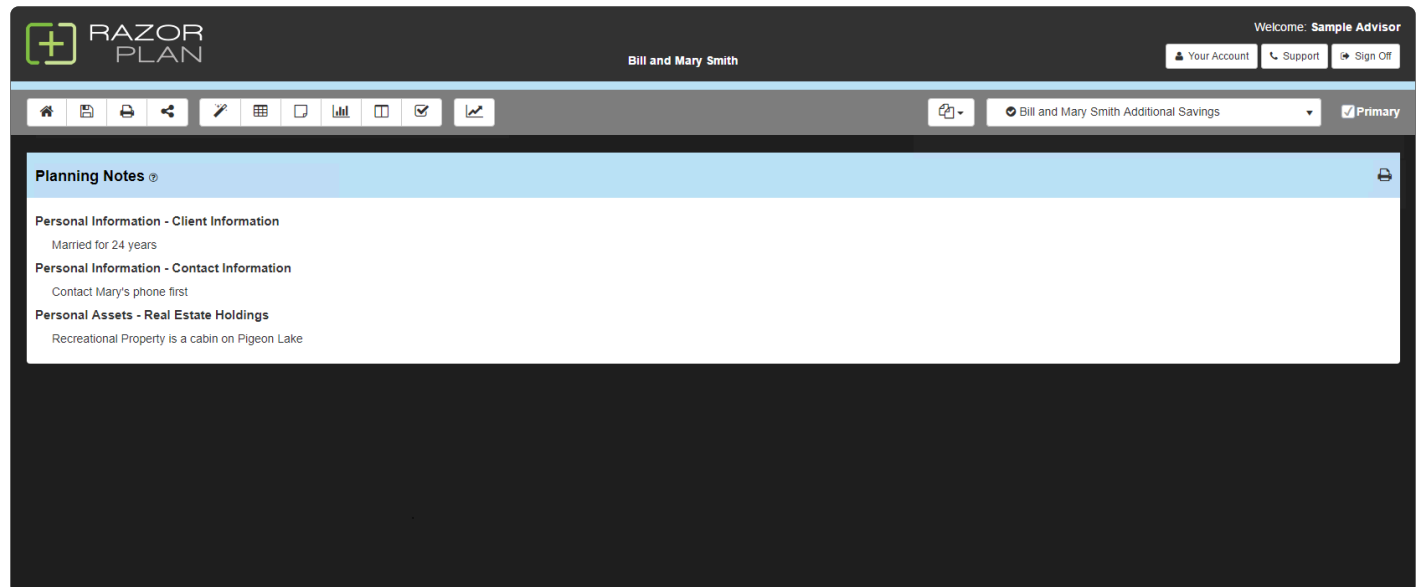 RAZOR
PLAN
Welcome: Sample Advisor
Bill and Mary Smith
Your Account
Support
Sign Off
Bill and Mary Smith Additional Savings
Primary
Planning Notes
Personal Information - Client Information
Married for 24 years
Personal Information - Contact Information
Contact Mary's phone first
Personal Assets - Real Estate Holdings
Recreational Property is a cabin on Pigeon Lake